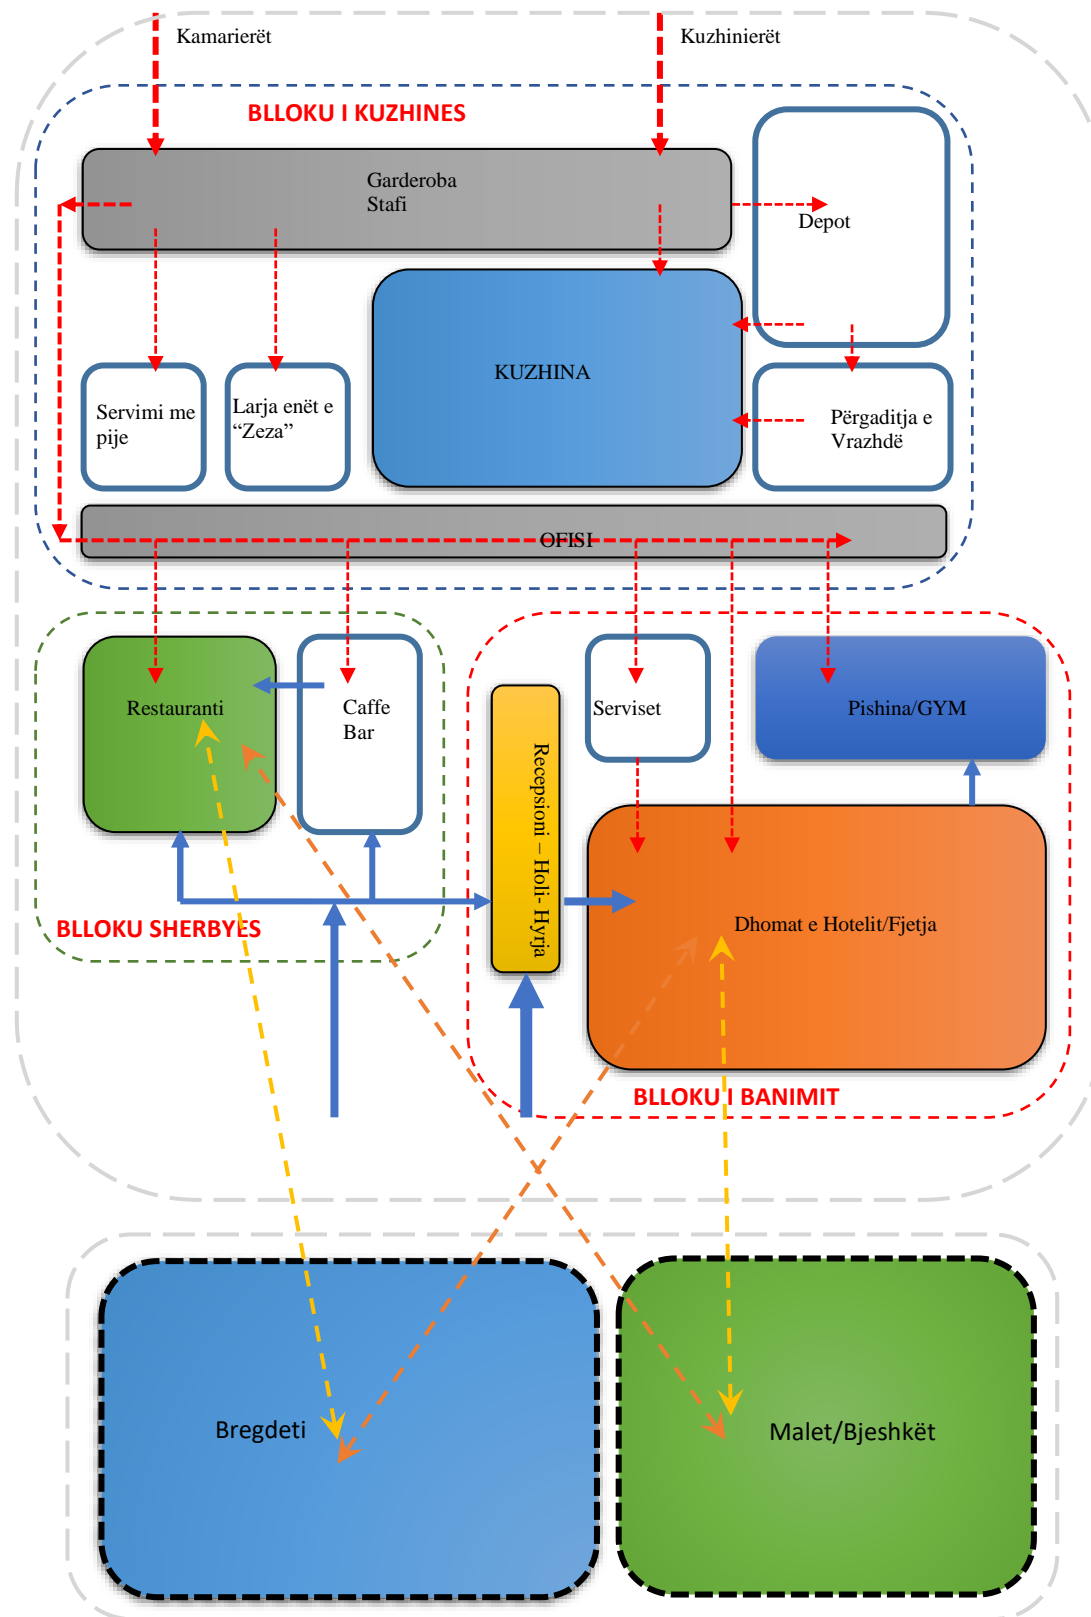 Kamarierët
Kuzhinierët
BLLOKU I KUZHINES
Garderoba
Stafi
Depot
KUZHINA
Servimi me
pije
Larja enët e
“Zeza”
Përgaditja e
Vrazhdë
OFISI
Restauranti
Caffe
Bar
Serviset
Pishina/GYM
Recepsioni – Holi- Hyrja
BLLOKU SHERBYES
Dhomat e Hotelit/Fjetja
BLLOKU I BANIMIT
Bregdeti
Malet/Bjeshkët